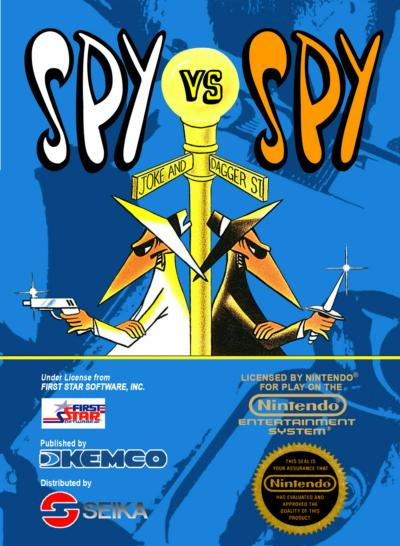 SPY VS SPY
JOKE AND
DAGGER ST
Under License from
FIRST STAR SOFTWARE, INC.
FIRST
STAR
SOFTWARE
Published by
KEMCO
Distributed by
SEIKA
LICENSED BY NINTENDO®
FOR PLAY ON THE
Nintendo
ENTERTAINMENT
SYSTEM®
THIS SEAL IS
YOUR ASSURANCE THAT
Nintendo
HAS EVALUATED AND
APPROVED THE
QUALITY OF THIS
PRODUCT